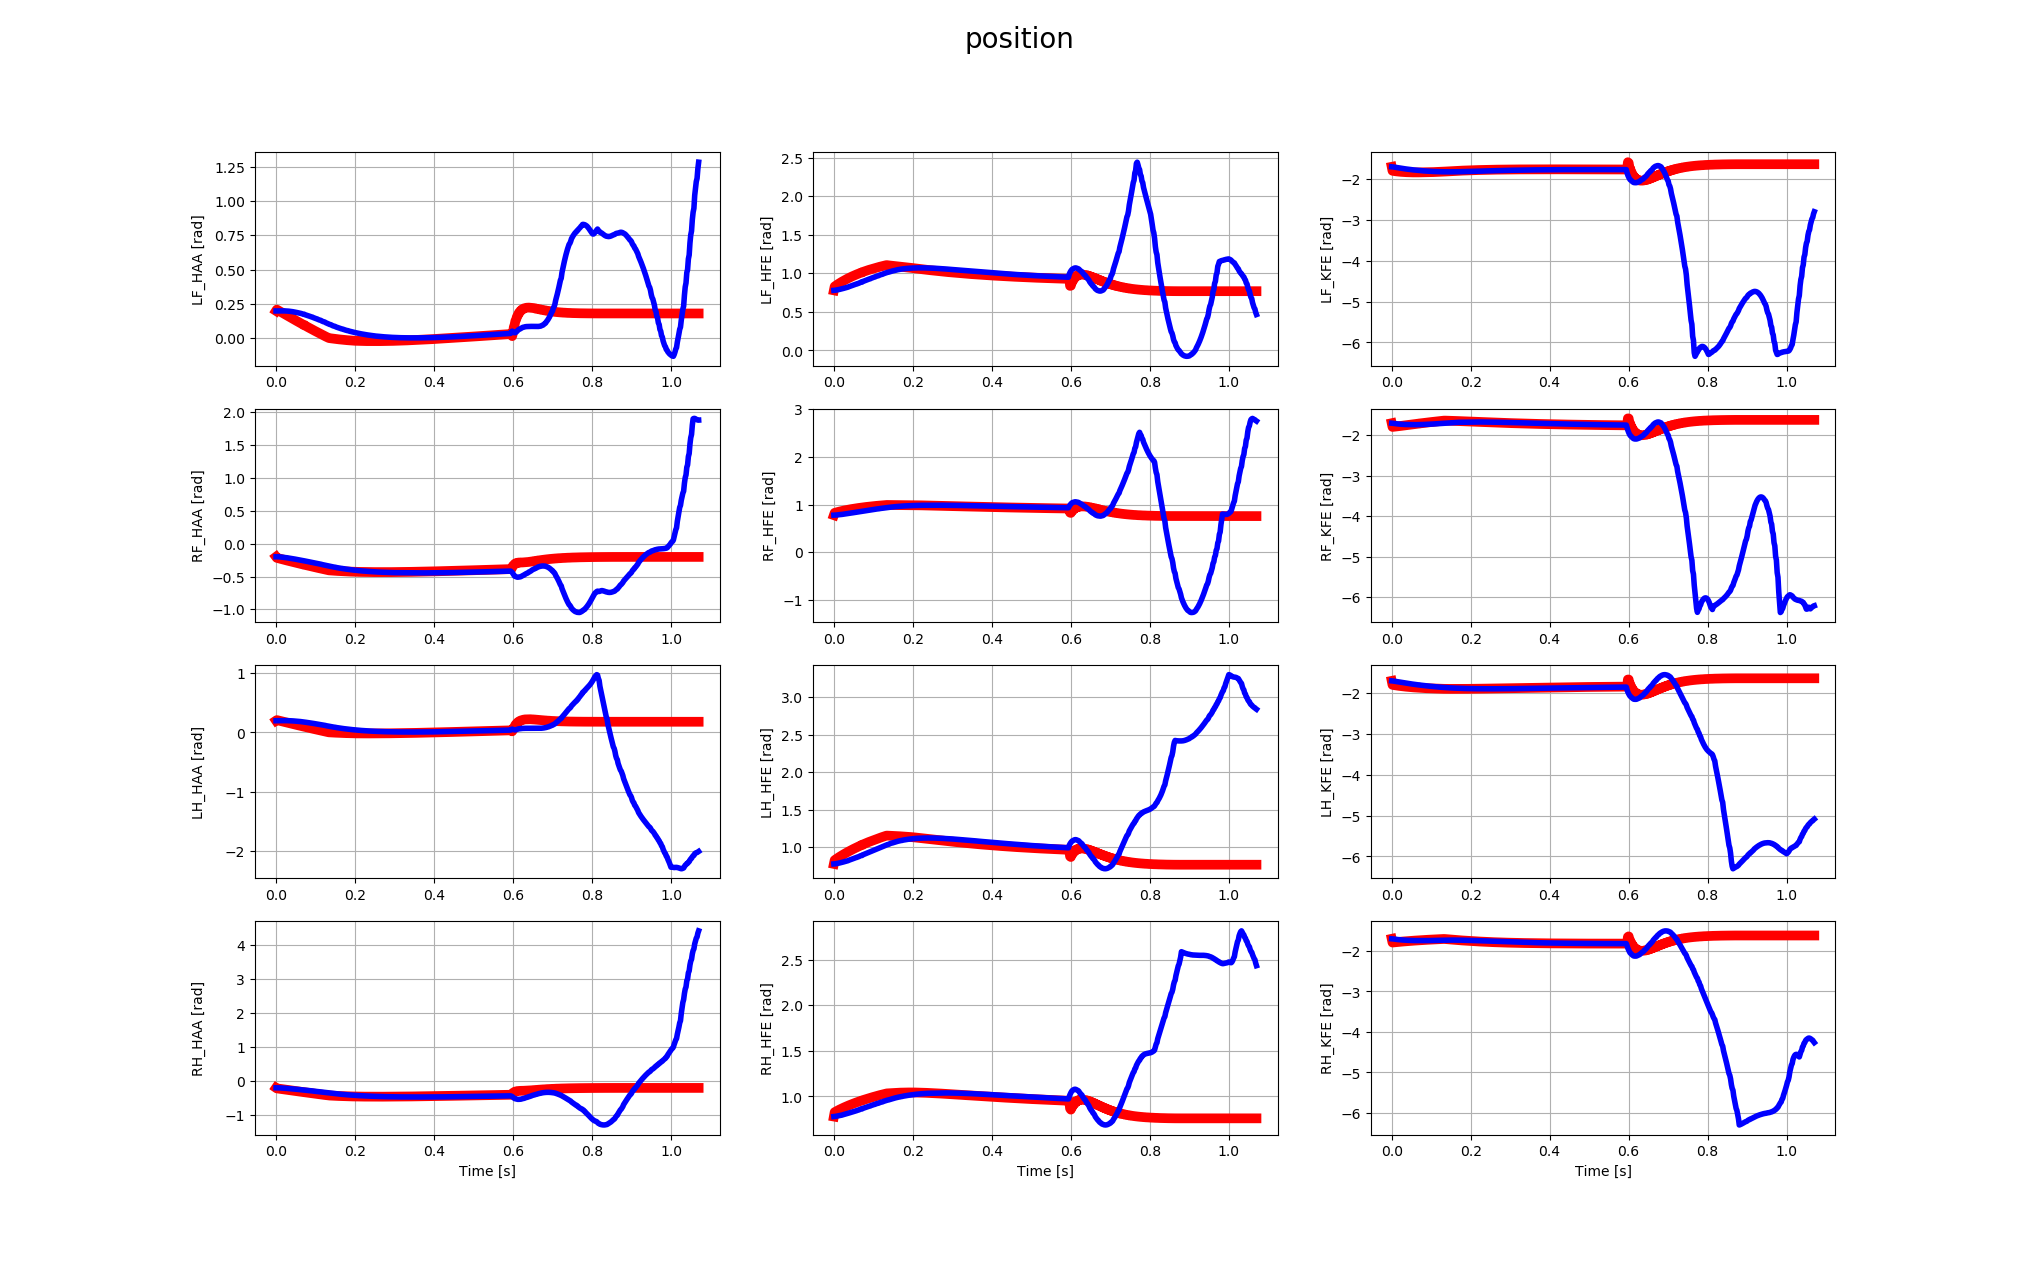 position
LF_HAA [rad]
1.25
1.00
0.75
0.50
0.25
0.00
0.0 0.2 0.4 0.6 0.8 1.0
LF_HFE [rad]
2.5
2.0
1.5
1.0
0.5
0.0
0.0 0.2 0.4 0.6 0.8 1.0
LF_KFE [rad]
−2
−3
−4
−5
−6
0.0 0.2 0.4 0.6 0.8 1.0
RF_HAA [rad]
2.0
1.5
1.0
0.5
0.0
−0.5
−1.0
0.0 0.2 0.4 0.6 0.8 1.0
RF_HFE [rad]
3
2
1
0
−1
0.0 0.2 0.4 0.6 0.8 1.0
RF_KFE [rad]
−2
−3
−4
−5
−6
0.0 0.2 0.4 0.6 0.8 1.0
LH_HAA [rad]
1
0
−1
−2
0.0 0.2 0.4 0.6 0.8 1.0
LH_HFE [rad]
3.0
2.5
2.0
1.5
1.0
0.0 0.2 0.4 0.6 0.8 1.0
LH_KFE [rad]
−2
−3
−4
−5
−6
0.0 0.2 0.4 0.6 0.8 1.0
RH_HAA [rad]
4
3
2
1
0
−1
0.0 0.2 0.4 0.6 0.8 1.0
Time [s]
RH_HFE [rad]
2.5
2.0
1.5
1.0
0.0 0.2 0.4 0.6 0.8 1.0
Time [s]
RH_KFE [rad]
−2
−3
−4
−5
−6
0.0 0.2 0.4 0.6 0.8 1.0
Time [s]